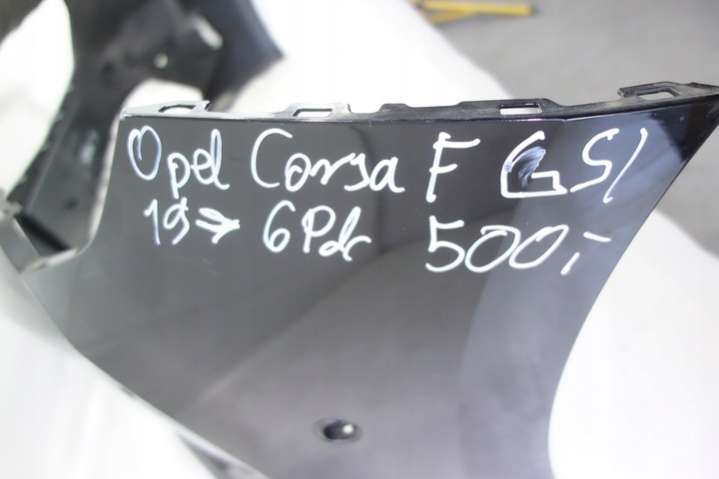 Opel Corsa F GSI
19→ 6Pdc 500,-